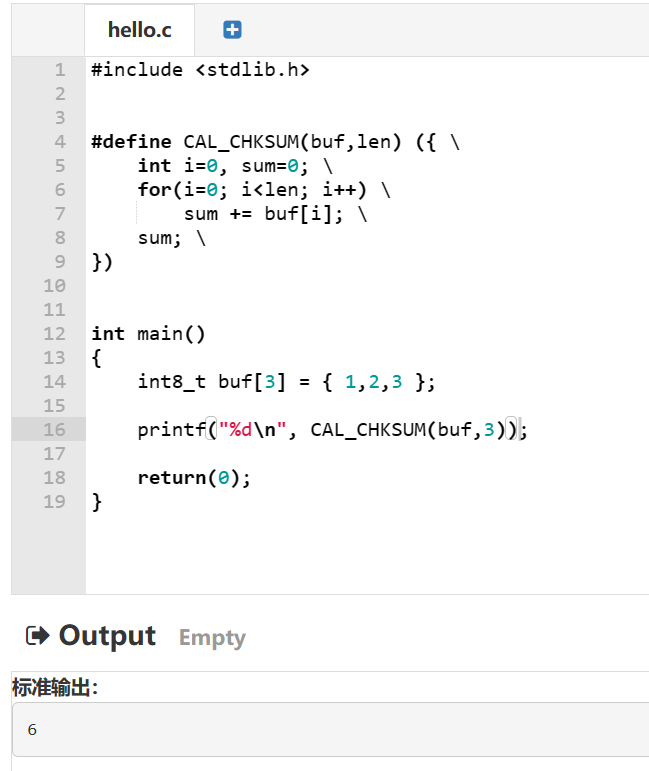 hello.c
1 #include <stdlib.h>
2
3
4 #define CAL_CHKSUM(buf,len) ({ \
5     int i=0, sum=0; \
6     for(i=0; i<len; i++) \
7         sum += buf[i]; \
8     sum; \
9 })
10
11
12 int main()
13 {
14     int8_t buf[3] = { 1,2,3 };
15
16     printf("%d\n", CAL_CHKSUM(buf,3));
17
18     return(0);
19 }
Output Empty
标准输出:
6